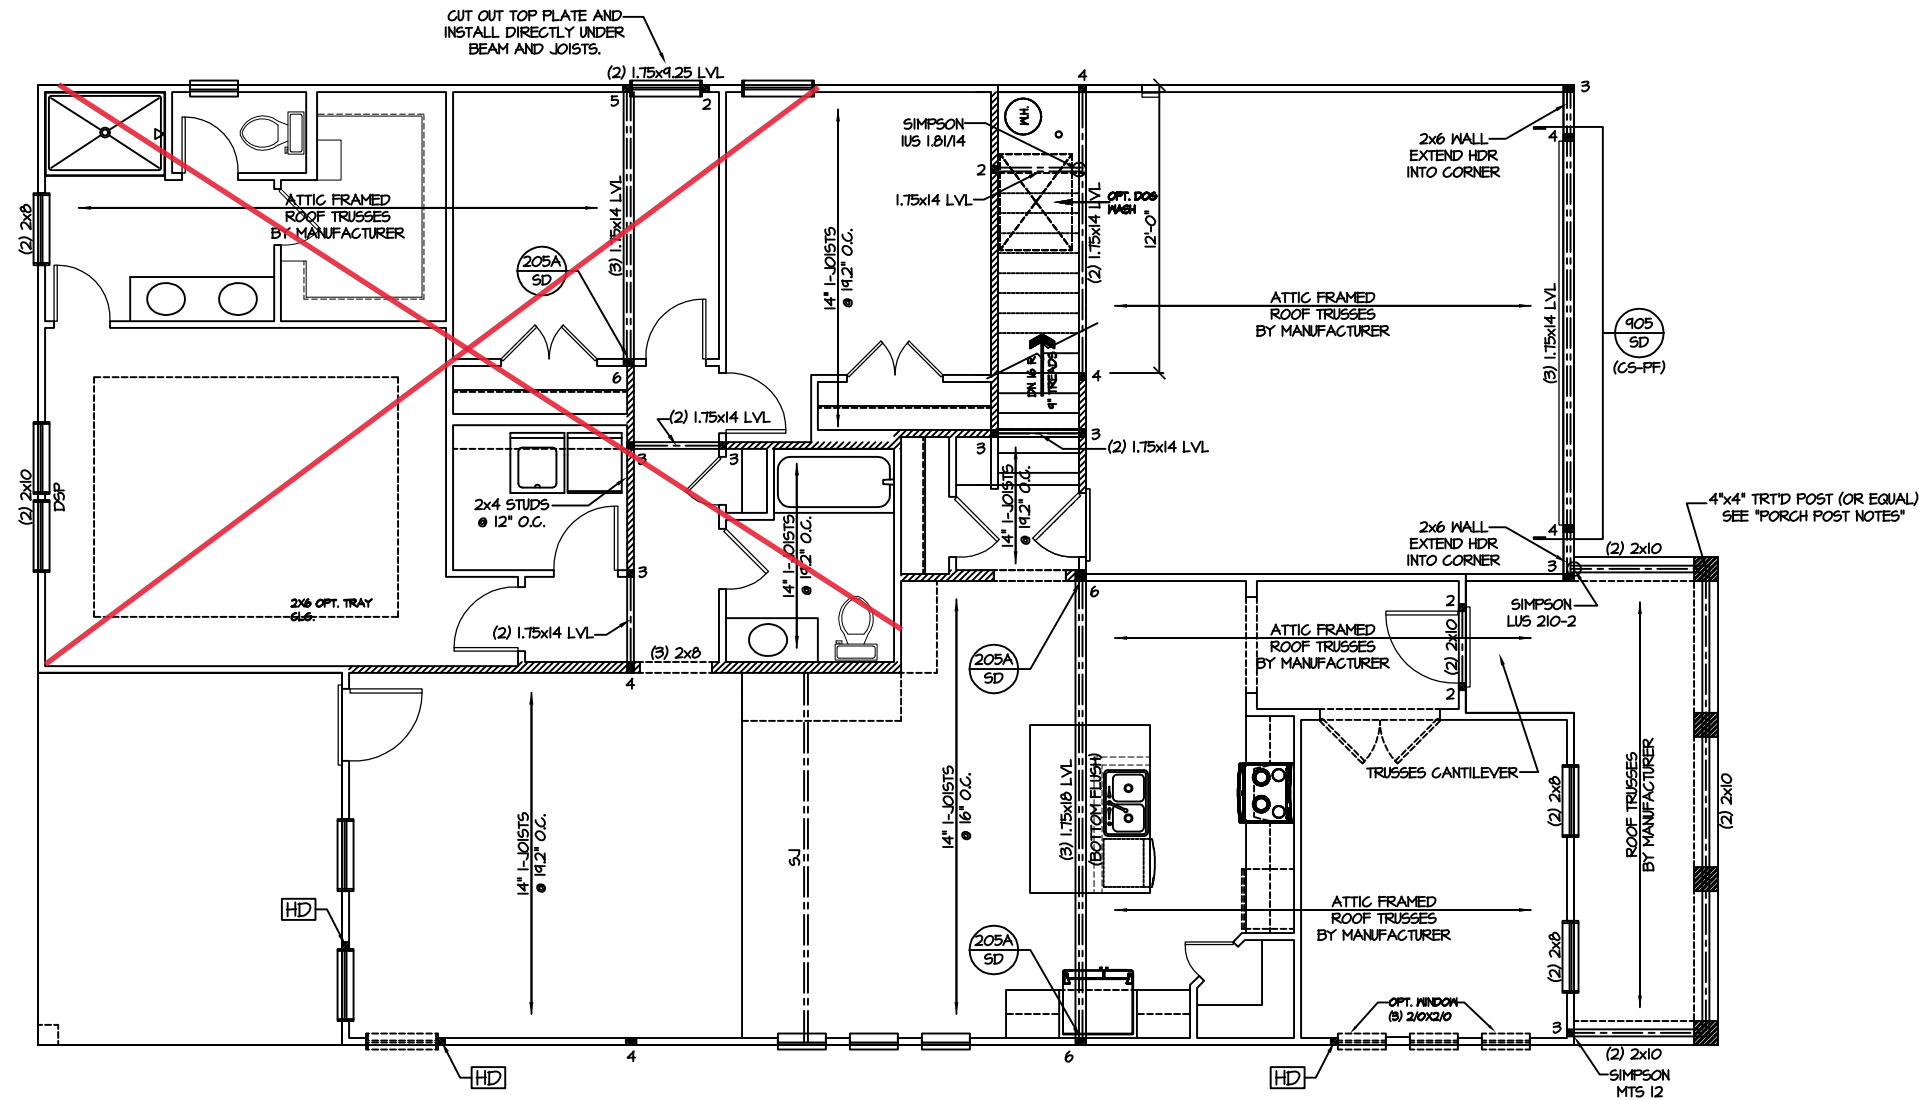 CUT OUT TOP PLATE AND
INSTALL DIRECTLY UNDER
BEAM AND JOISTS.
(2) 1.75x9.25 LVL
5
2
4
3
SIMPSON
IUS 1.81/14
2
1.75x14 LVL
WH.
OPT. DOG
WASH
(2) 1.75x14 LVL
12'-0"
2x6 WALL
EXTEND HDR
INTO CORNER
4
(2) 2x8
ATTIC FRAMED
ROOF TRUSSES
BY MANUFACTURER
(3) 1.75x14 LVL
205A
SD
14" I-JOISTS
@ 19.2" O.C.
ATTIC FRAMED
ROOF TRUSSES
BY MANUFACTURER
(3) 1.75x14 LVL
905
SD
(CS-PF)
6
DN 16 R
9" TREADS
4
(2) 1.75x14 LVL
3
3
3
3
(2) 1.75x14 LVL
(2) 2x10
DSP
2x4 STUDS
@ 12" O.C.
14" I-JOISTS
@ 19.2" O.C.
14" I-JOISTS
@ 19.2" O.C.
2x6 WALL
EXTEND HDR
INTO CORNER
4
3
4"x4" TRT'D POST (OR EQUAL)
SEE "PORCH POST NOTES"
(2) 2x10
3
6
2X6 OPT. TRAY
CLG.
(2) 1.75x14 LVL
(3) 2x8
4
205A
SD
ATTIC FRAMED
ROOF TRUSSES
BY MANUFACTURER
2
(2) 2x10
2
SIMPSON
LUS 210-2
TRUSSES CANTILEVER
14" I-JOISTS
@ 19.2" O.C.
SJ
14" I-JOISTS
@ 16" O.C.
(3) 1.75x18 LVL
(BOTTOM FLUSH)
(2) 2x8
ROOF TRUSSES
BY MANUFACTURER
(2) 2x10
HD
205A
SD
ATTIC FRAMED
ROOF TRUSSES
BY MANUFACTURER
(2) 2x8
OPT. WINDOW
(3) 2/0X2/0
3
HD
4
6
HD
(2) 2x10
SIMPSON
MTS 12